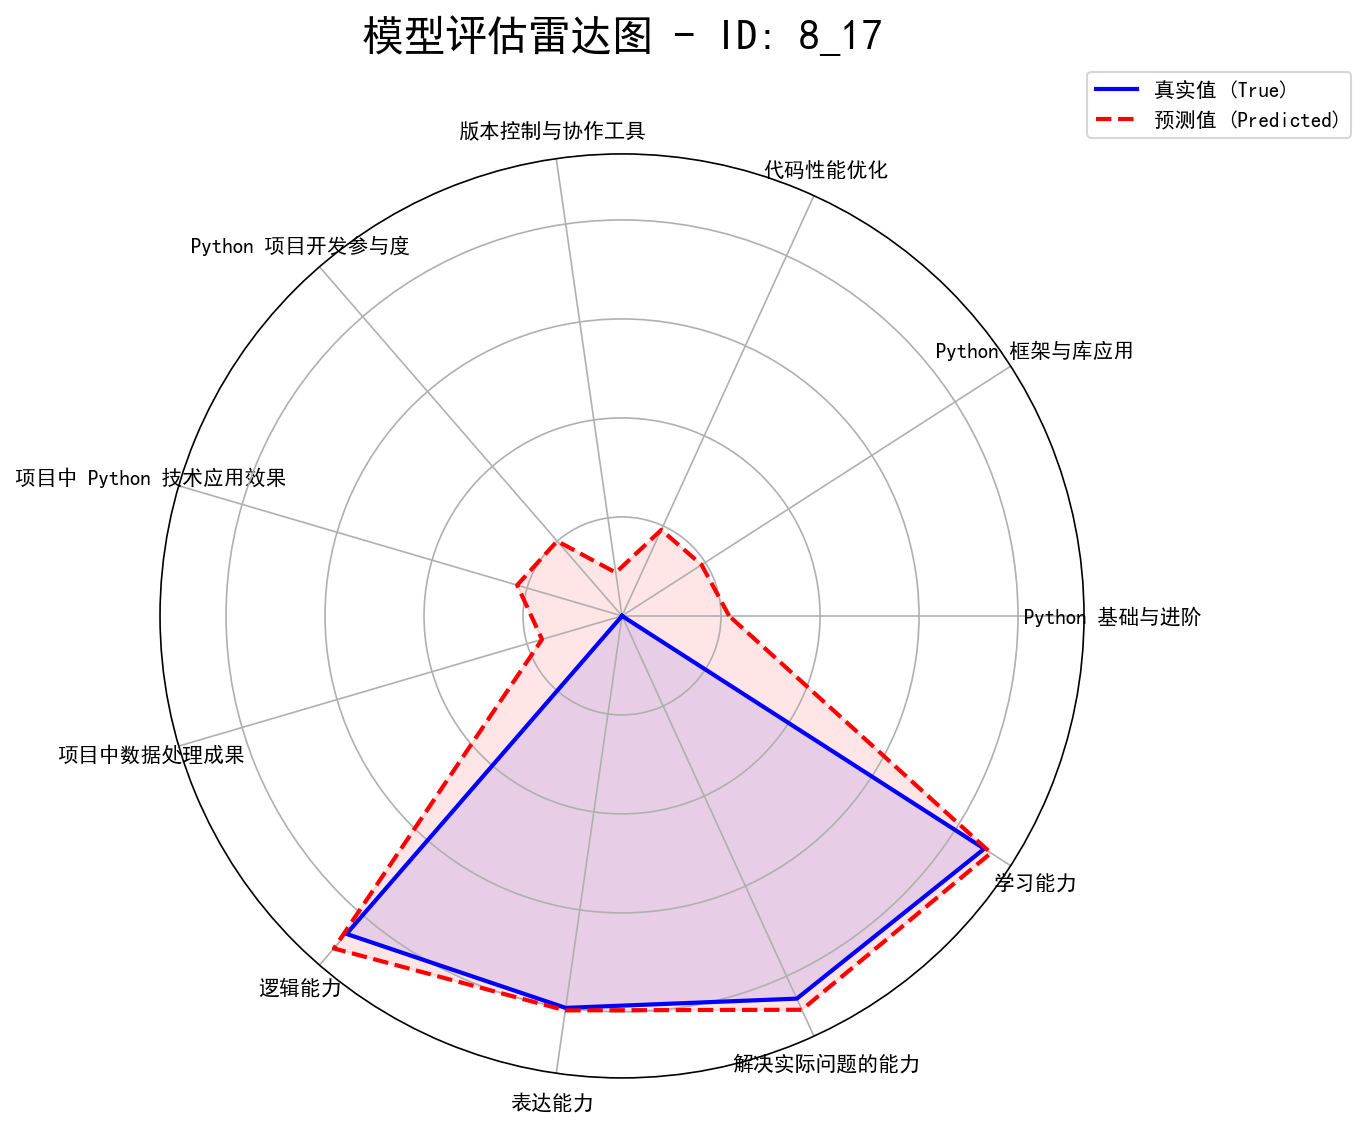 模型评估雷达图 - ID: 8_17
真实值 (True)
预测值 (Predicted)
版本控制与协作工具
代码性能优化
Python 项目开发参与度
Python 框架与库应用
项目中 Python 技术应用效果
Python 基础与进阶
项目中数据处理成果
学习能力
逻辑能力
解决实际问题的能力
表达能力